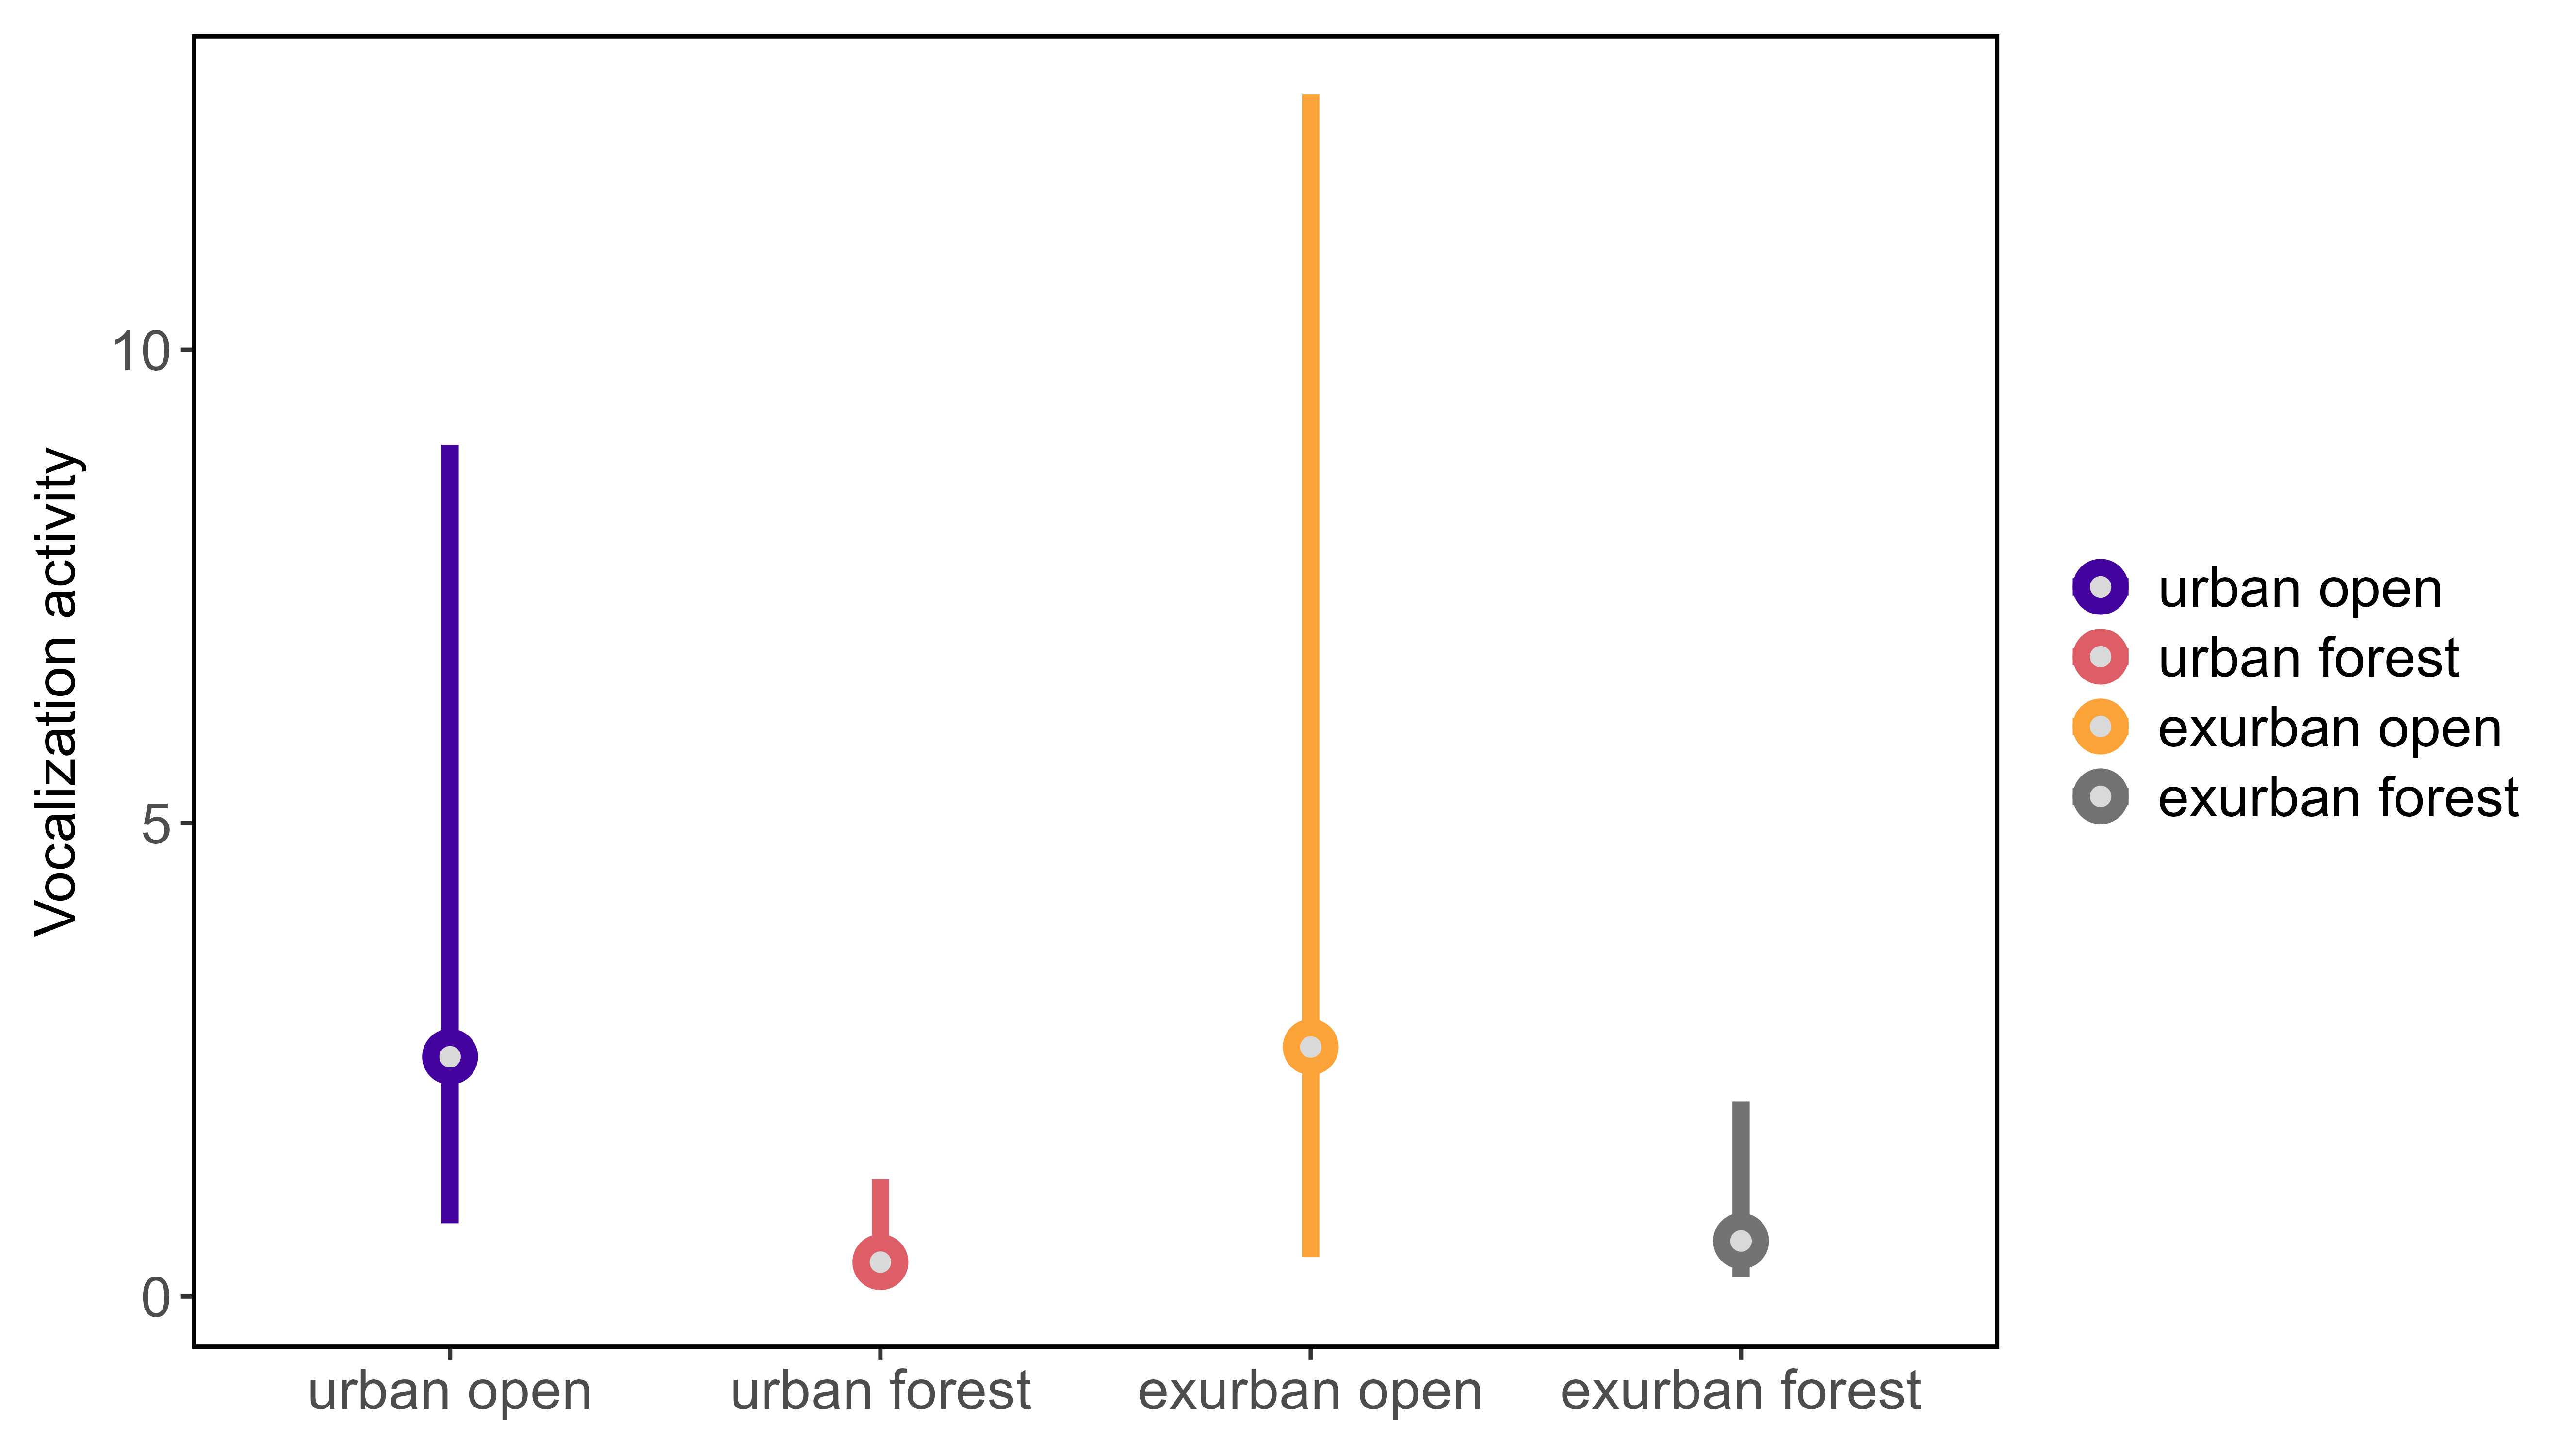 Vocalization activity
10
5
0
urban open
urban forest
exurban open
exurban forest
urban open
urban forest
exurban open
exurban forest